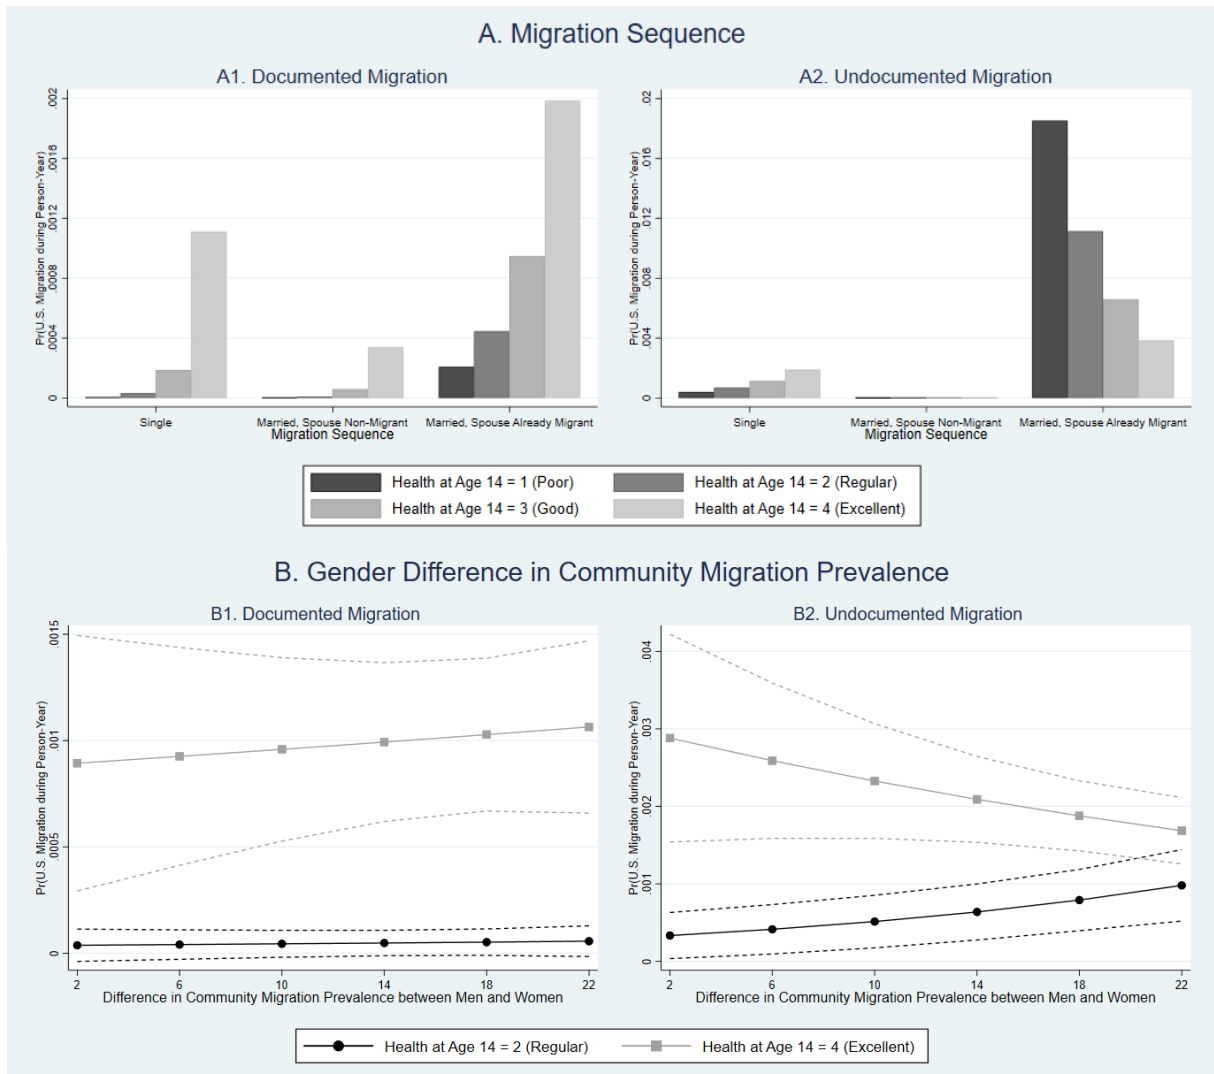 A. Migration Sequence
A1. Documented Migration
Pr(U.S. Migration during Person-Year)
.002
.0016
.0012
.0008
.0004
0
Single
Married, Spouse Non-Migrant
Married, Spouse Already Migrant
Migration Sequence
A2. Undocumented Migration
Pr(U.S. Migration during Person-Year)
.02
.016
.012
.008
.004
0
Single
Married, Spouse Non-Migrant
Married, Spouse Already Migrant
Migration Sequence
Health at Age 14 = 1 (Poor)
Health at Age 14 = 2 (Regular)
Health at Age 14 = 3 (Good)
Health at Age 14 = 4 (Excellent)
B. Gender Difference in Community Migration Prevalence
B1. Documented Migration
Pr(U.S. Migration during Person-Year)
.0015
.001
.0005
0
2 6 10 14 18 22
Difference in Community Migration Prevalence between Men and Women
B2. Undocumented Migration
Pr(U.S. Migration during Person-Year)
.004
.003
.002
.001
0
2 6 10 14 18 22
Difference in Community Migration Prevalence between Men and Women
Health at Age 14 = 2 (Regular)
Health at Age 14 = 4 (Excellent)